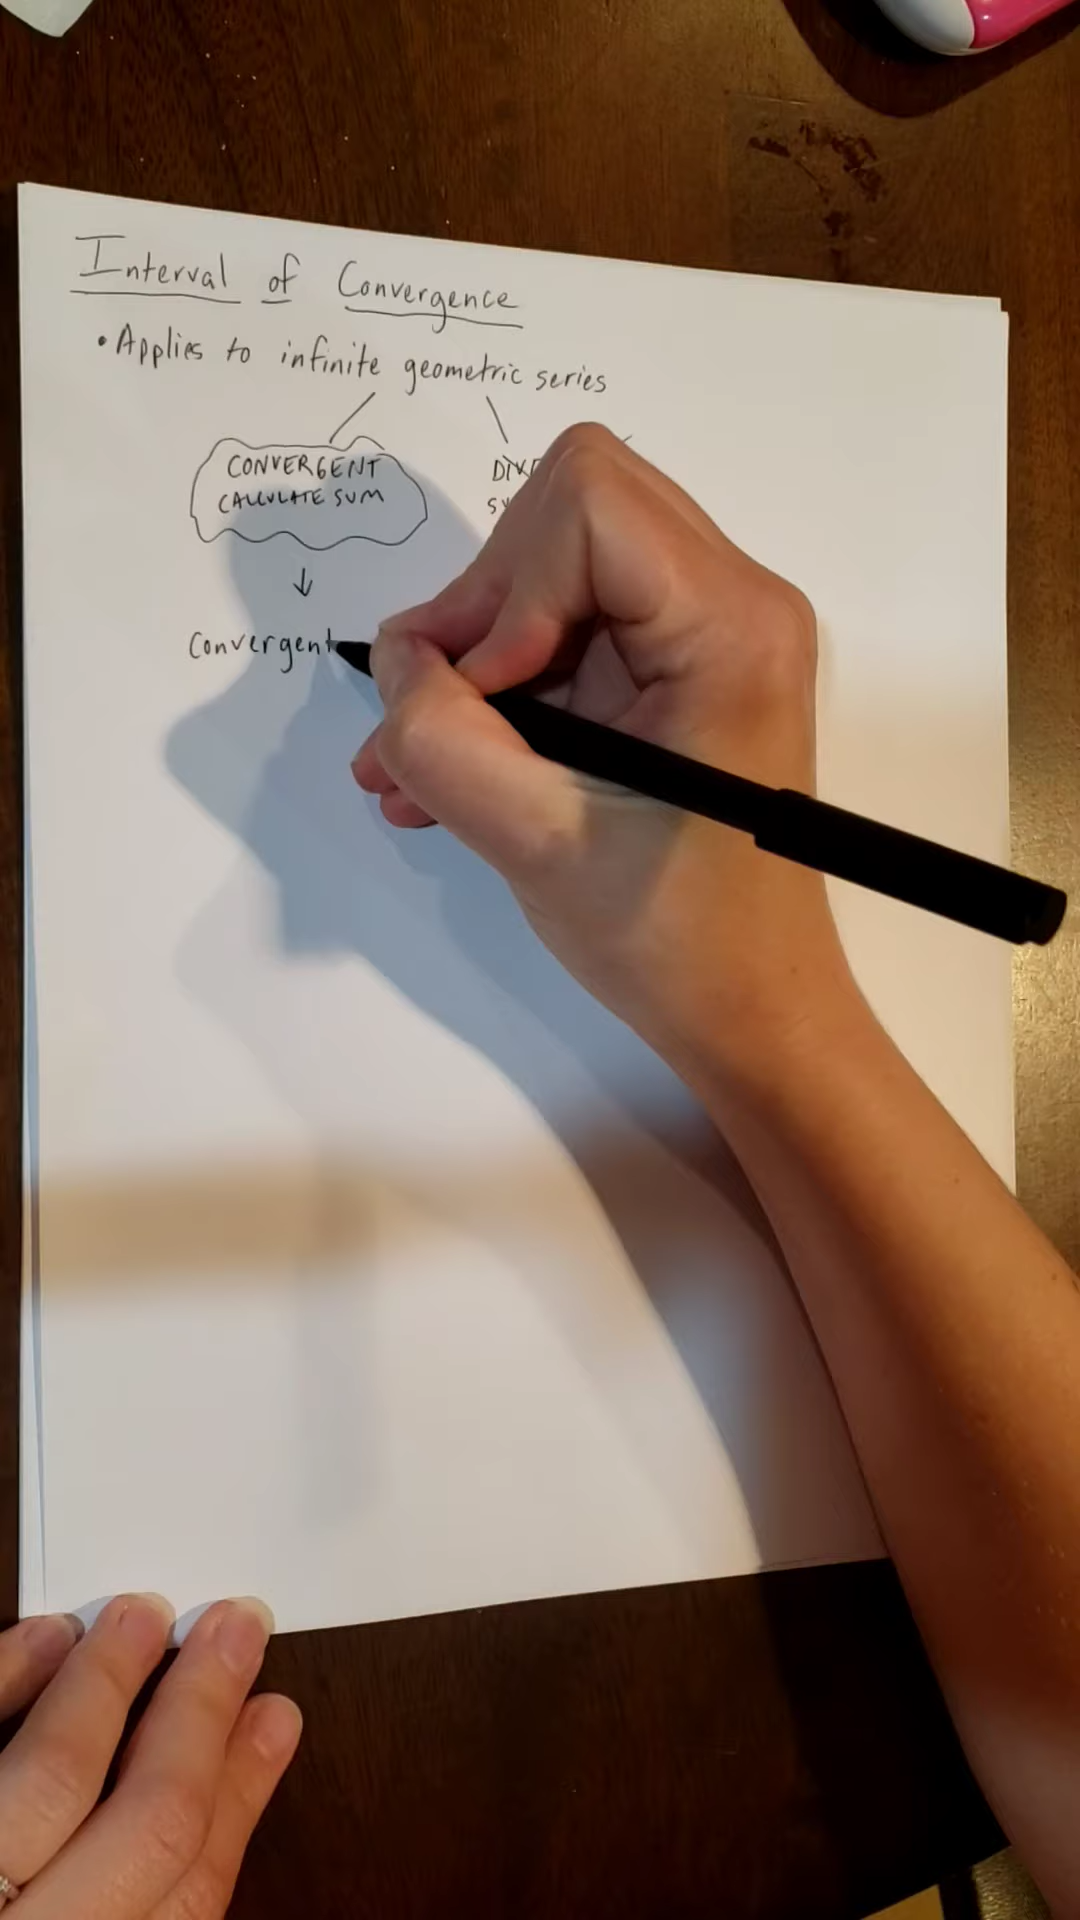 Interval of Convergence
• Applies to infinite geometric series
CONVERGENT
CALCULATE SUM
↓
Convergent